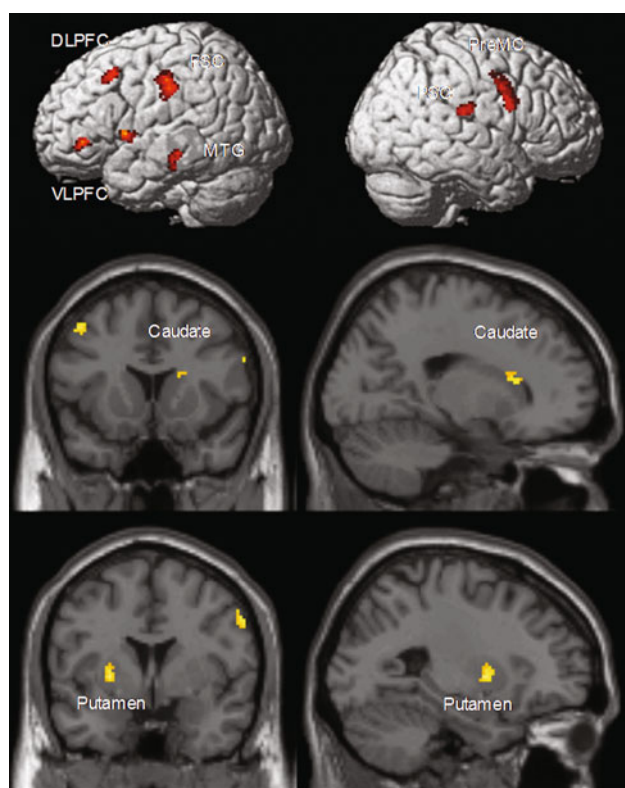 DLPFC
PSC
MTG
VLPFC
PreMC
PSC
Caudate
Caudate
Putamen
Putamen